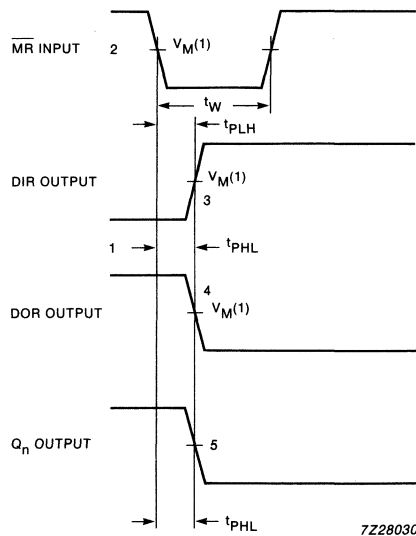 MR INPUT 2 VM(1)
tW
tPLH
DIR OUTPUT VM(1)
3
1 tPHL
4
DOR OUTPUT VM(1)
Qn OUTPUT 5
tPHL
7Z28030